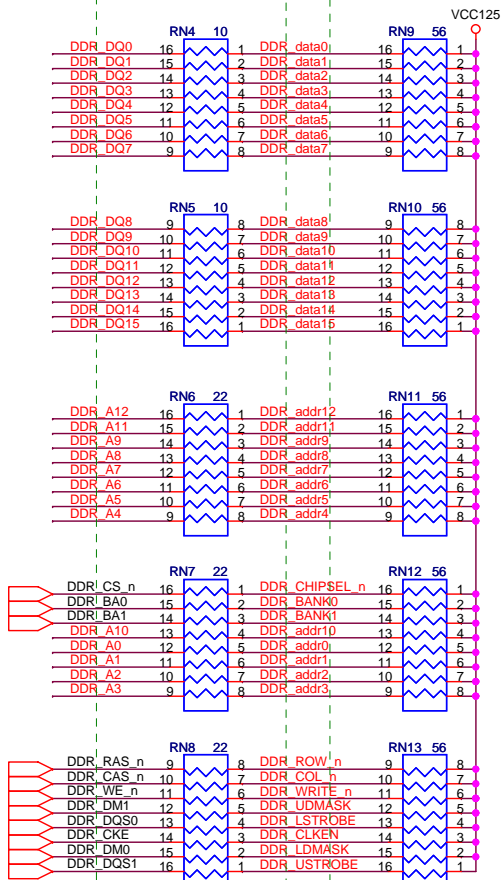 VCC125
RN4 10 RN9 56
DDR_DQ0 16 1 DDR_data0 16 1
DDR_DQ1 15 2 DDR_data1 15 2
DDR_DQ2 14 3 DDR_data2 14 3
DDR_DQ3 13 4 DDR_data3 13 4
DDR_DQ4 12 5 DDR_data4 12 5
DDR_DQ5 11 6 DDR_data5 11 6
DDR_DQ6 10 7 DDR_data6 10 7
DDR_DQ7 9 8 DDR_data7 9 8
RN5 10 RN10 56
DDR_DQ8 9 8 DDR_data8 9 8
DDR_DQ9 10 7 DDR_data9 10 7
DDR_DQ10 11 6 DDR_data10 11 6
DDR_DQ11 12 5 DDR_data11 12 5
DDR_DQ12 13 4 DDR_data12 13 4
DDR_DQ13 14 3 DDR_data13 14 3
DDR_DQ14 15 2 DDR_data14 15 2
DDR_DQ15 16 1 DDR_data15 16 1
RN6 22 RN11 56
DDR_A12 16 1 DDR_addr12 16 1
DDR_A11 15 2 DDR_addr11 15 2
DDR_A9 14 3 DDR_addr9 14 3
DDR_A8 13 4 DDR_addr8 13 4
DDR_A7 12 5 DDR_addr7 12 5
DDR_A6 11 6 DDR_addr6 11 6
DDR_A5 10 7 DDR_addr5 10 7
DDR_A4 9 8 DDR_addr4 9 8
RN7 22 RN12 56
DDR_CS_n 16 1 DDR_CHIPSEL_n 16 1
DDR_BA0 15 2 DDR_BANK0 15 2
DDR_BA1 14 3 DDR_BANK1 14 3
DDR_A10 13 4 DDR_addr10 13 4
DDR_A0 12 5 DDR_addr0 12 5
DDR_A1 11 6 DDR_addr1 11 6
DDR_A2 10 7 DDR_addr2 10 7
DDR_A3 9 8 DDR_addr3 9 8
RN8 22 RN13 56
DDR_RAS_n 9 8 DDR_ROW_n 9 8
DDR_CAS_n 10 7 DDR_COL_n 10 7
DDR_WE_n 11 6 DDR_WRITE_n 11 6
DDR_DM1 12 5 DDR_UDMASK 12 5
DDR_DQS0 13 4 DDR_LSTROBE 13 4
DDR_CKE 14 3 DDR_CLKEN 14 3
DDR_DM0 15 2 DDR_LDMASK 15 2
DDR_DQS1 16 1 DDR_USTROBE 16 1